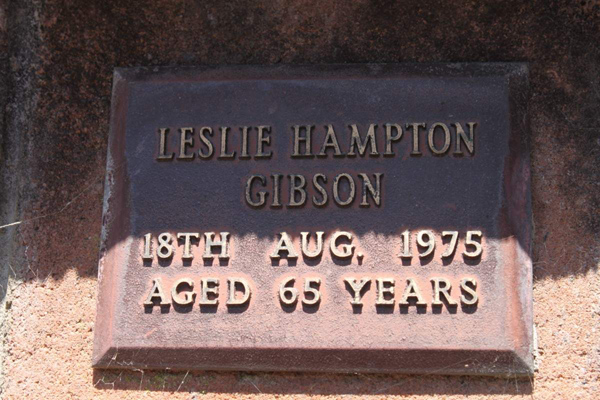 LESLIE HAMPTON
GIBSON
18TH AUG. 1975
AGED 65 YEARS